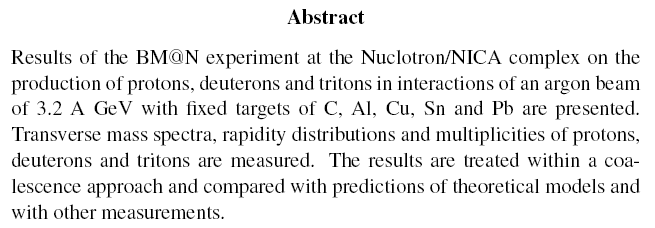 Abstract
Results of the BM@N experiment at the Nuclotron/NICA complex on the
production of protons, deuterons and tritons in interactions of an argon beam
of 3.2 A GeV with fixed targets of C, Al, Cu, Sn and Pb are presented.
Transverse mass spectra, rapidity distributions and multiplicities of protons,
deuterons and tritons are measured. The results are treated within a coa-
lescence approach and compared with predictions of theoretical models and
with other measurements.